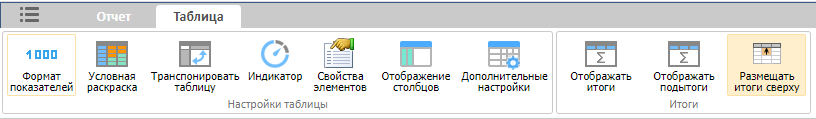 Отчет
Таблица
1000
Формат
показателей
Условная
раскраска
Транспонировать
таблицу
Индикатор
Свойства
элементов
Отображение
столбцов
Дополнительные
настройки
Настройки таблицы
Отображать
итоги
Отображать
подытоги
Размещать
итоги сверху
Итоги